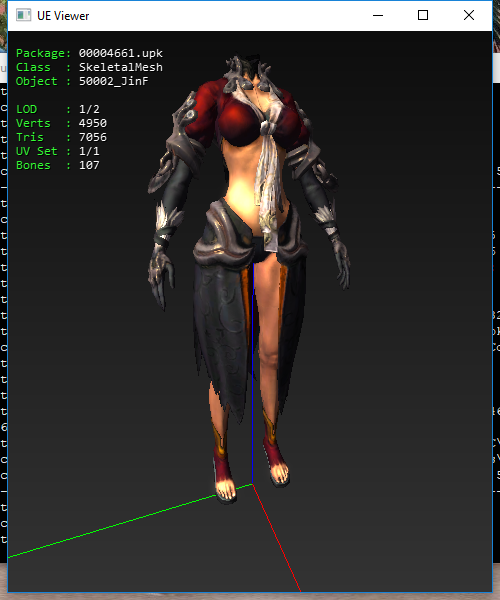 UE Viewer
Package: 00004661.upk
Class : SkeletalMesh
Object : 50002_JinF
LOD : 1/2
Verts : 4950
Tris : 7056
UV Set : 1/1
Bones : 107